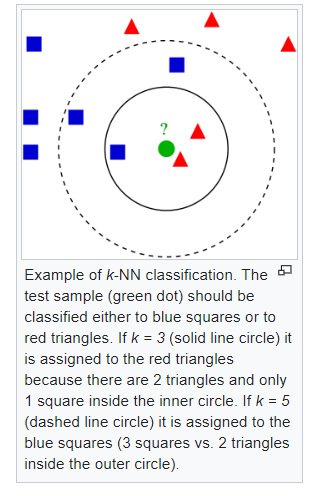 ?
Example of k-NN classification. The
test sample (green dot) should be
classified either to blue squares or to
red triangles. If k = 3 (solid line circle) it
is assigned to the red triangles
because there are 2 triangles and only
1 square inside the inner circle. If k = 5
(dashed line circle) it is assigned to the
blue squares (3 squares vs. 2 triangles
inside the outer circle).